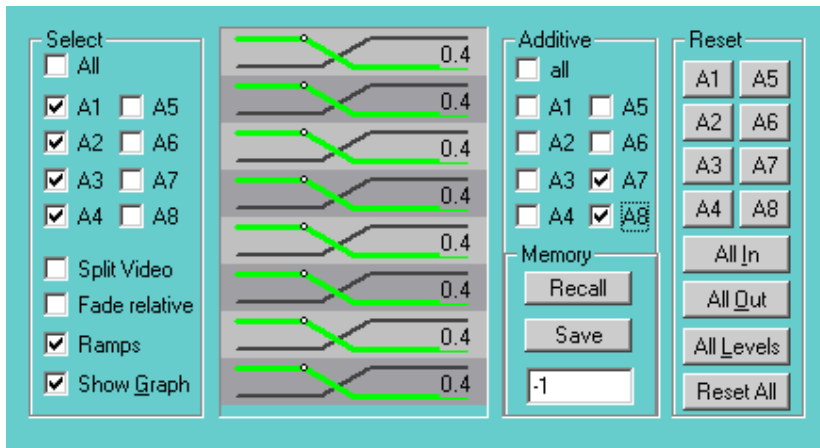 Select
All
A1 A5
A2 A6
A3 A7
A4 A8
Split Video
Fade relative
Ramps
Show Graph
0.4
0.4
0.4
0.4
0.4
0.4
0.4
0.4
Additive
all
A1 A5
A2 A6
A3 A7
A4 A8
Memory
Recall
Save
-1
Reset
A1 A5
A2 A6
A3 A7
A4 A8
All In
All Out
All Levels
Reset All